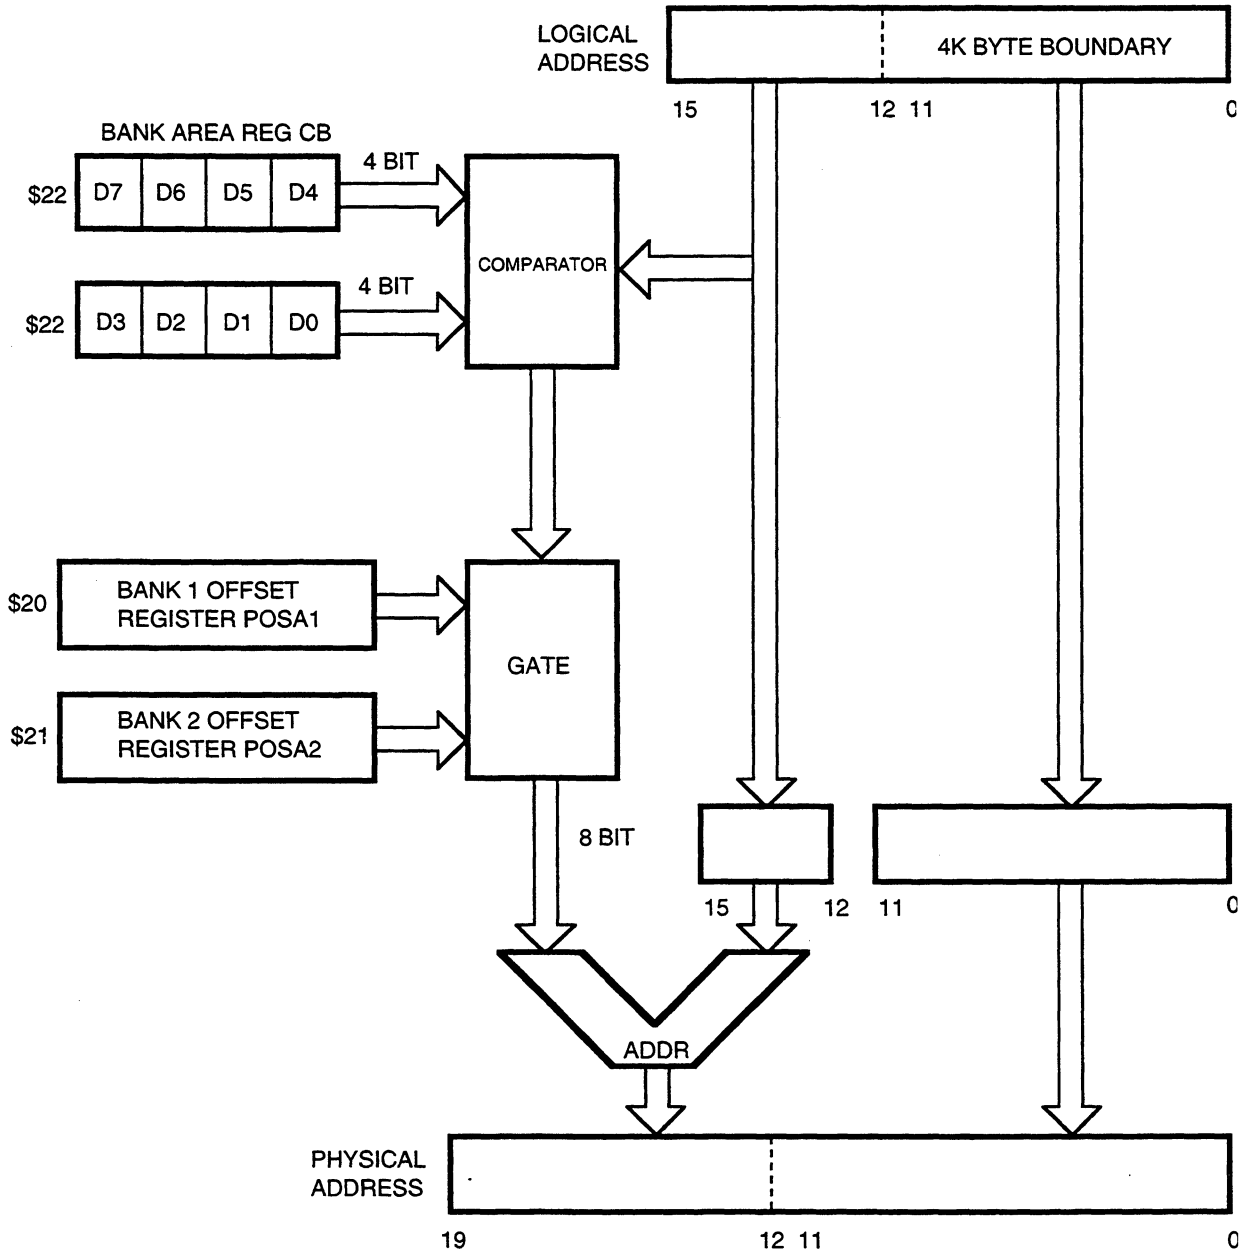 LOGICAL
ADDRESS
4K BYTE BOUNDARY
15
12 11
0
BANK AREA REG CB
$22
D7 D6 D5 D4
4 BIT
COMPARATOR
$22
D3 D2 D1 D0
4 BIT
$20
BANK 1 OFFSET
REGISTER POSA1
GATE
$21
BANK 2 OFFSET
REGISTER POSA2
8 BIT
15
12
11
0
ADDR
PHYSICAL
ADDRESS
19
12 11
0